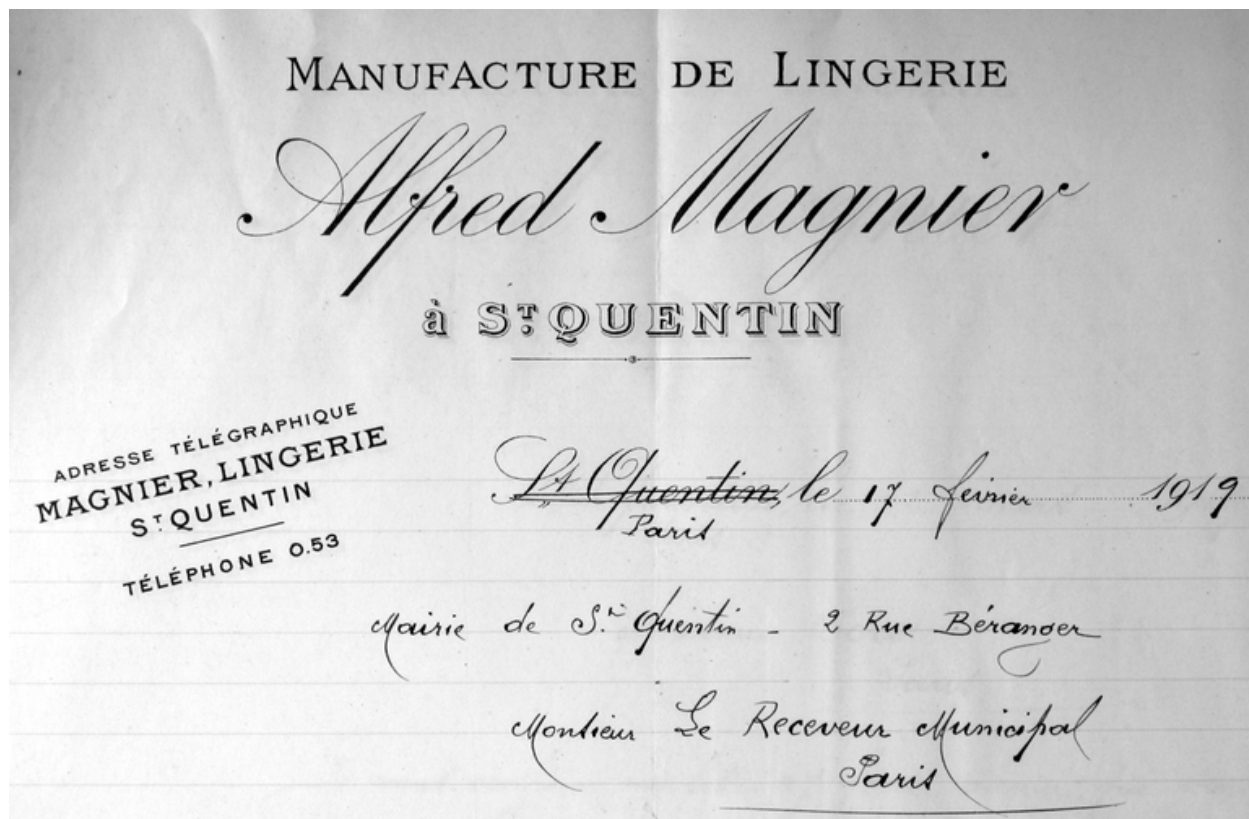 MANUFACTURE DE LINGERIE
Alfred Magnier
à ST. QUENTIN
ADRESSE TÉLÉGRAPHIQUE
MAGNIER, LINGERIE
ST. QUENTIN
TÉLÉPHONE 0.53
St Quentin, le 17 février 1919
Paris
Mairie de St. Quentin - 2 Rue Béranger
Monsieur Le Receveur Municipal
Paris